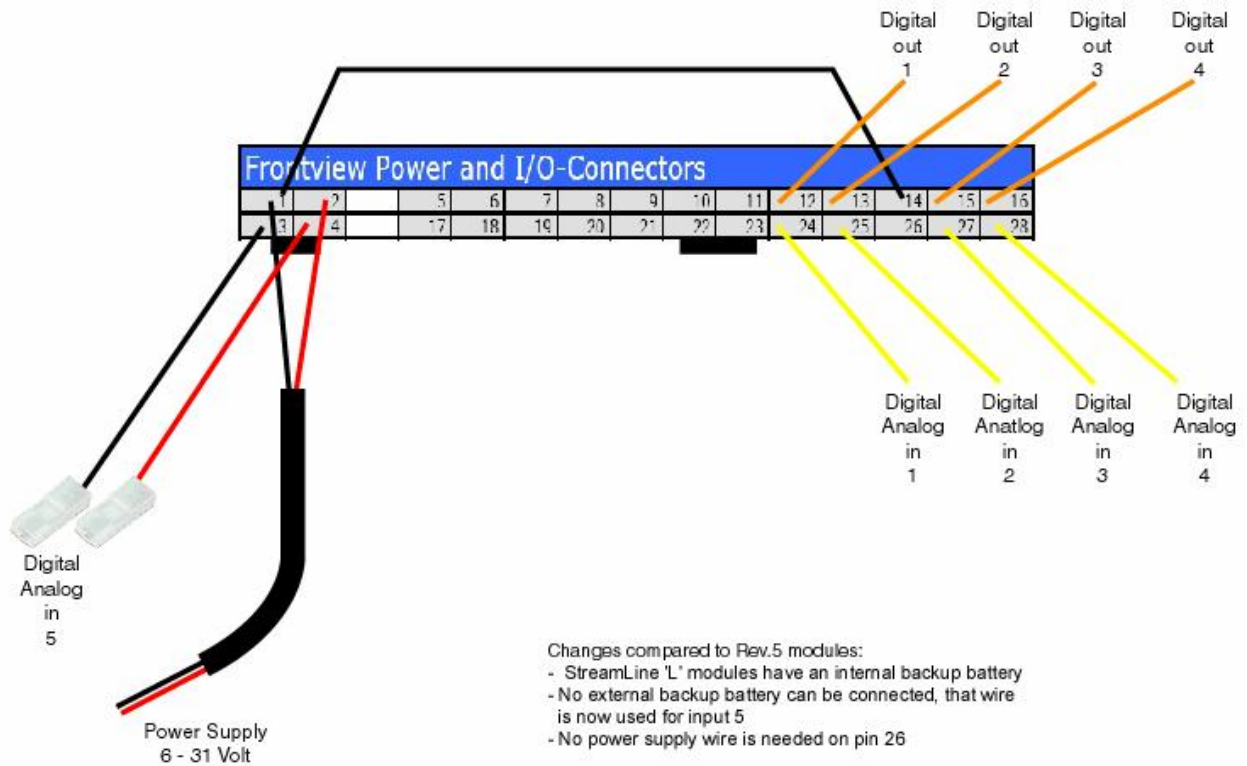 Digital
out
1
Digital
out
2
Digital
out
3
Digital
out
4
Frontview Power and I/O-Connectors
1 2 5 6 7 8 9 10 11 12 13 14 15 16
3 4 17 18 19 20 21 22 23 24 25 26 27 28
Digital
Analog
in
1
Digital
Anatlog
in
2
Digital
Analog
in
3
Digital
Analog
in
4
Digital
Analog
in
5
Power Supply
6 - 31 Volt
Changes compared to Rev.5 modules:
- StreamLine 'L' modules have an internal backup battery
- No external backup battery can be connected, that wire
is now used for input 5
- No power supply wire is needed on pin 26